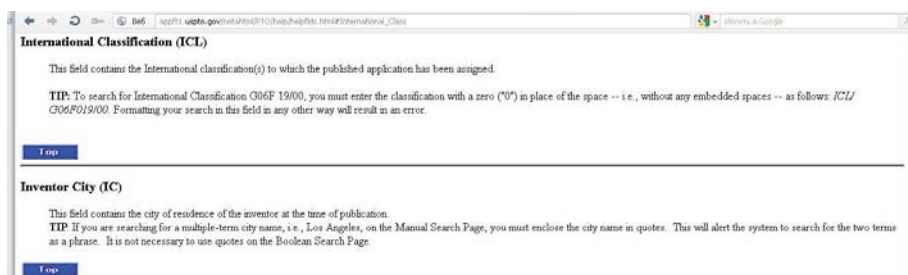 Веб
appft1.uspto.gov/netahtml/PTO/help/helpflds.html#International_Class
International Classification (ICL)
This field contains the International classification(s) to which the published application has been assigned.
TIP: To search for International Classification G06F 19/00, you must enter the classification with a zero ("0") in place of the space -- i.e., without any embedded spaces -- as follows: ICL/
G06F019/00. Formatting your search in this field in any other way will result in an error.
Top
Inventor City (IC)
This field contains the city of residence of the inventor at the time of publication.
TIP: If you are searching for a multiple-term city name, i.e., Los Angeles, on the Manual Search Page, you must enclose the city name in quotes. This will alert the system to search for the two terms
as a phrase. It is not necessary to use quotes on the Boolean Search Page.
Top